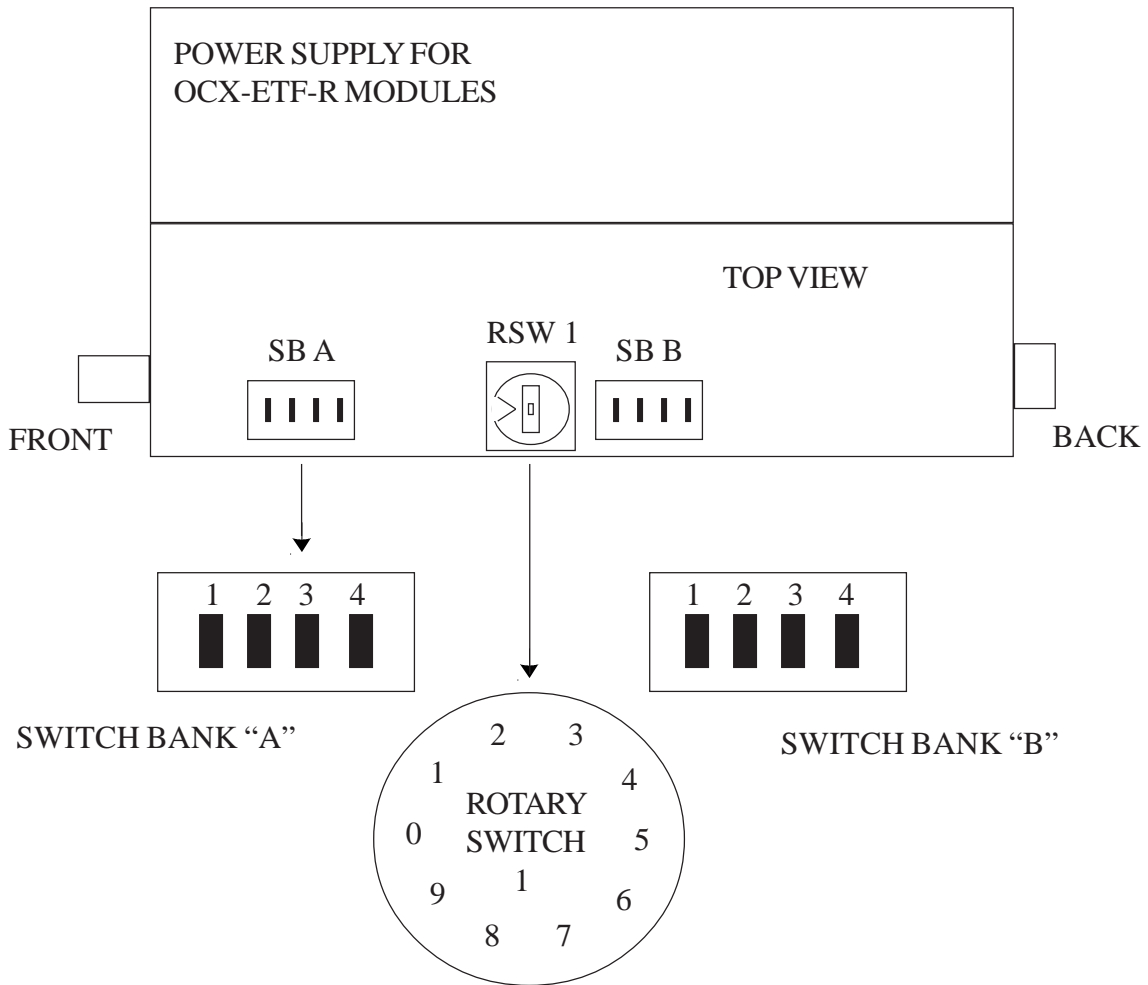 POWER SUPPLY FOR
OCX-ETF-R MODULES
TOP VIEW
RSW 1
SB A
SB B
FRONT
BACK
1 2 3 4
1 2 3 4
SWITCH BANK “A”
SWITCH BANK “B”
2 3
1 4
ROTARY
0 SWITCH 5
1
9 6
8 7